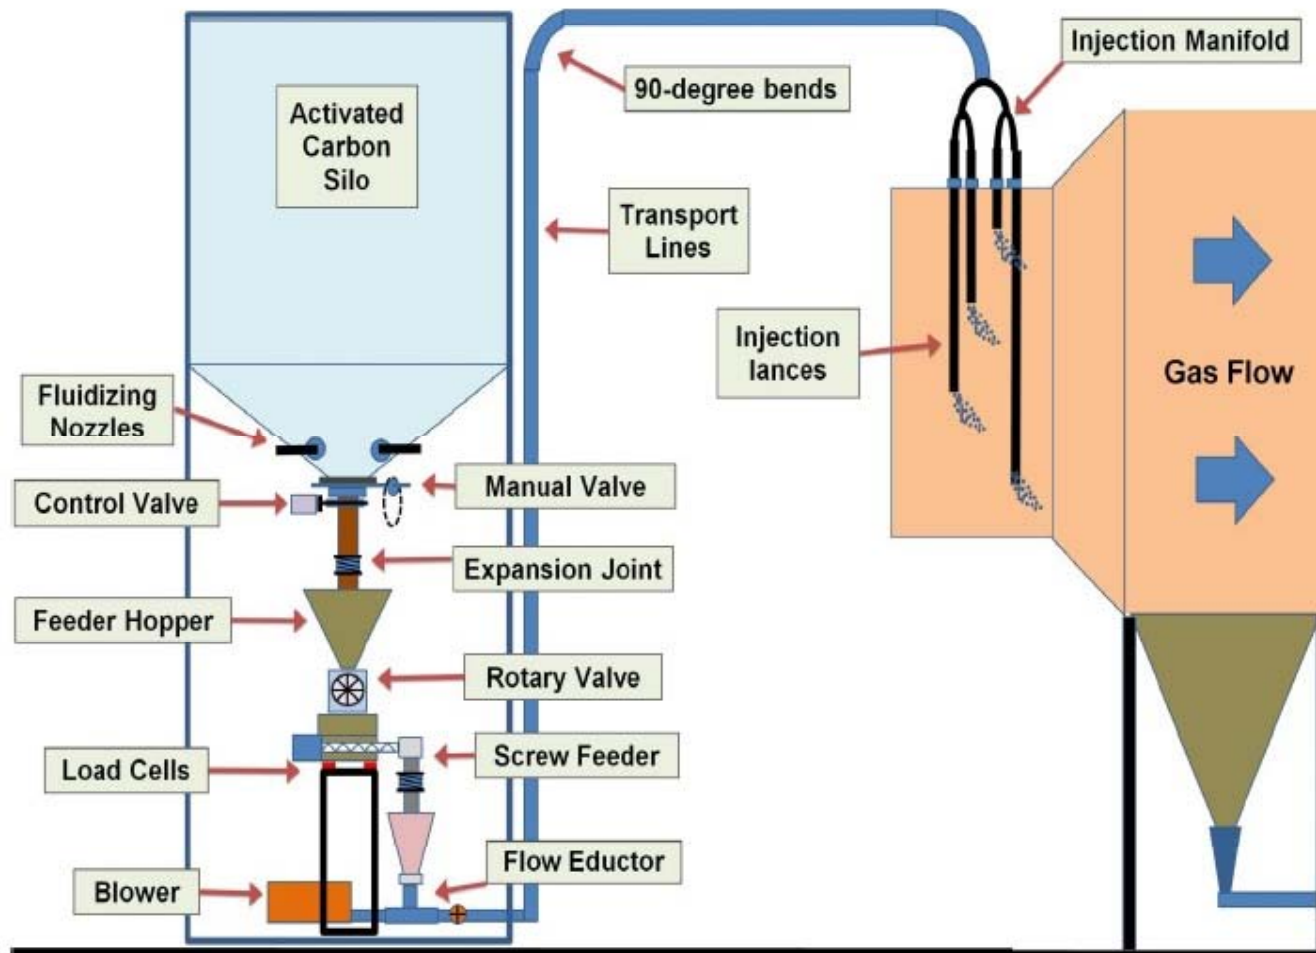 Activated
Carbon
Silo
90-degree bends
Injection Manifold
Transport
Lines
Injection
lances
Gas Flow
Fluidizing
Nozzles
Control Valve
Manual Valve
Expansion Joint
Feeder Hopper
Rotary Valve
Load Cells
Screw Feeder
Blower
Flow Eductor